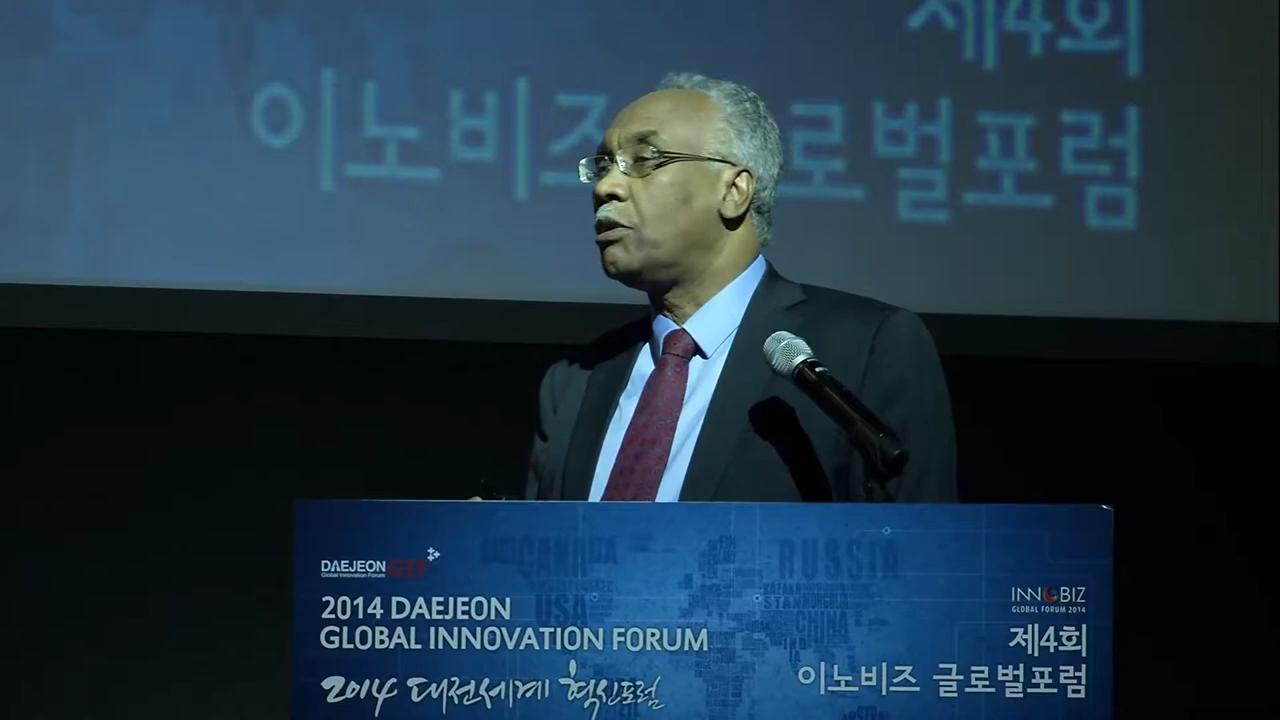 제4회
이노비즈 글로벌포럼
DAEJEON GIF
Global Innovation Forum
2014 DAEJEON
GLOBAL INNOVATION FORUM
2014 대전세계 혁신포럼
CANADA
USA
RUSSIA
CHINA
INNOBIZ
GLOBAL FORUM 2014
제4회
이노비즈 글로벌포럼